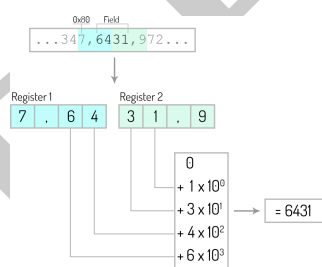 0x80 Field
...347,6431,972...
Register 1 Register 2
7 . 6 4 3 1 . 9
0
+ 1 x 10⁰
+ 3 x 10¹
= 6431
+ 4 x 10²
+ 6 x 10³